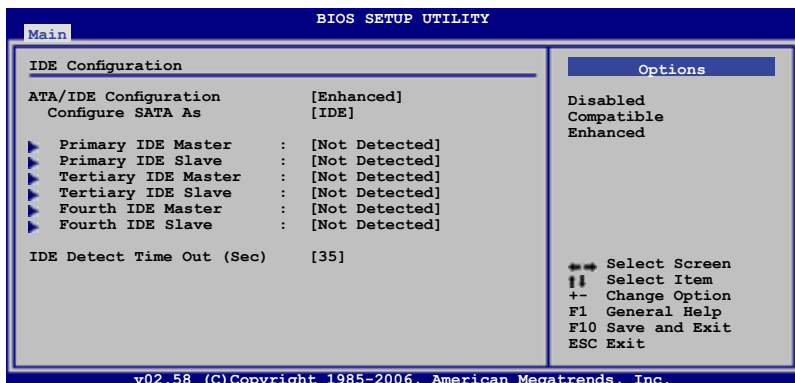 BIOS SETUP UTILITY
Main
IDE Configuration
ATA/IDE Configuration [Enhanced]
Configure SATA As [IDE]
Primary IDE Master : [Not Detected]
Primary IDE Slave : [Not Detected]
Tertiary IDE Master : [Not Detected]
Tertiary IDE Slave : [Not Detected]
Fourth IDE Master : [Not Detected]
Fourth IDE Slave : [Not Detected]
IDE Detect Time Out (Sec) [35]
Options
Disabled
Compatible
Enhanced
Select Screen
Select Item
+- Change Option
F1 General Help
F10 Save and Exit
ESC Exit
v02.58 (C)Copyright 1985-2006, American Megatrends, Inc.